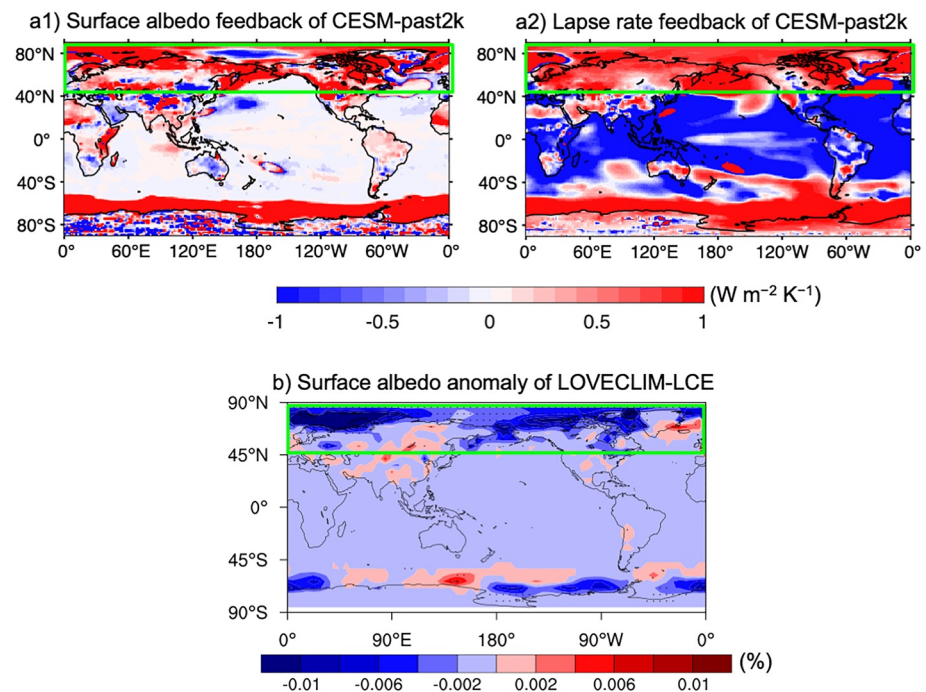 a1) Surface albedo feedback of CESM-past2k
a2) Lapse rate feedback of CESM-past2k
80°N
40°N
0°
40°S
80°S
0° 60°E 120°E 180° 120°W 60°W 0°
80°N
40°N
0°
40°S
80°S
0° 60°E 120°E 180° 120°W 60°W 0°
(W m⁻² K⁻¹)
-1 -0.5 0 0.5 1
b) Surface albedo anomaly of LOVECLIM-LCE
90°N
45°N
0°
45°S
90°S
0° 90°E 180° 90°W 0°
(%)
-0.01 -0.006 -0.002 0.002 0.006 0.01